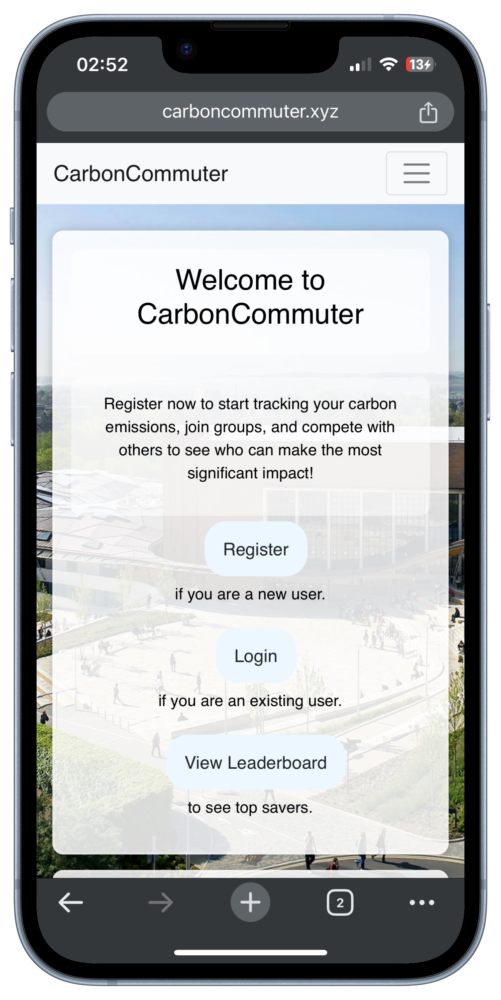 02:52
13
carboncommuter.xyz
CarbonCommuter
Welcome to
CarbonCommuter
Register now to start tracking your carbon
emissions, join groups, and compete with
others to see who can make the most
significant impact!
Register
if you are a new user.
Login
if you are an existing user.
View Leaderboard
to see top savers.
2